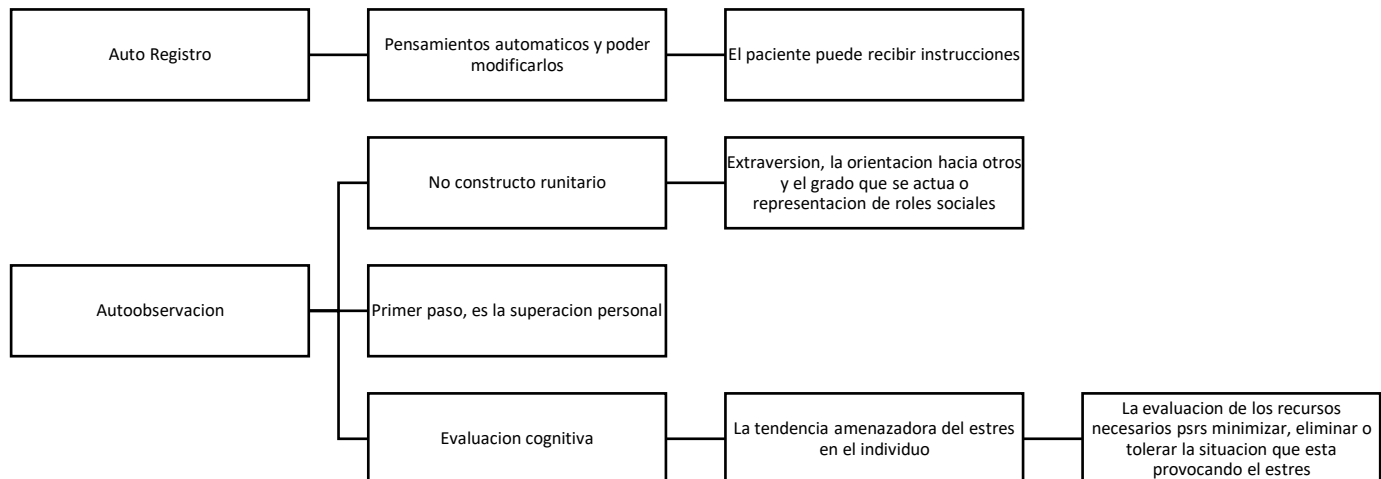 Auto Registro
Pensamientos automaticos y poder
modificarlos
El paciente puede recibir instrucciones
No constructo runitario
Extraversion, la orientacion hacia otros
y el grado que se actua o
representacion de roles sociales
Autoobservacion
Primer paso, es la superacion personal
Evaluacion cognitiva
La tendencia amenazadora del estres
en el individuo
La evaluacion de los recursos
necesarios psrs minimizar, eliminar o
tolerar la situacion que esta
provocando el estres